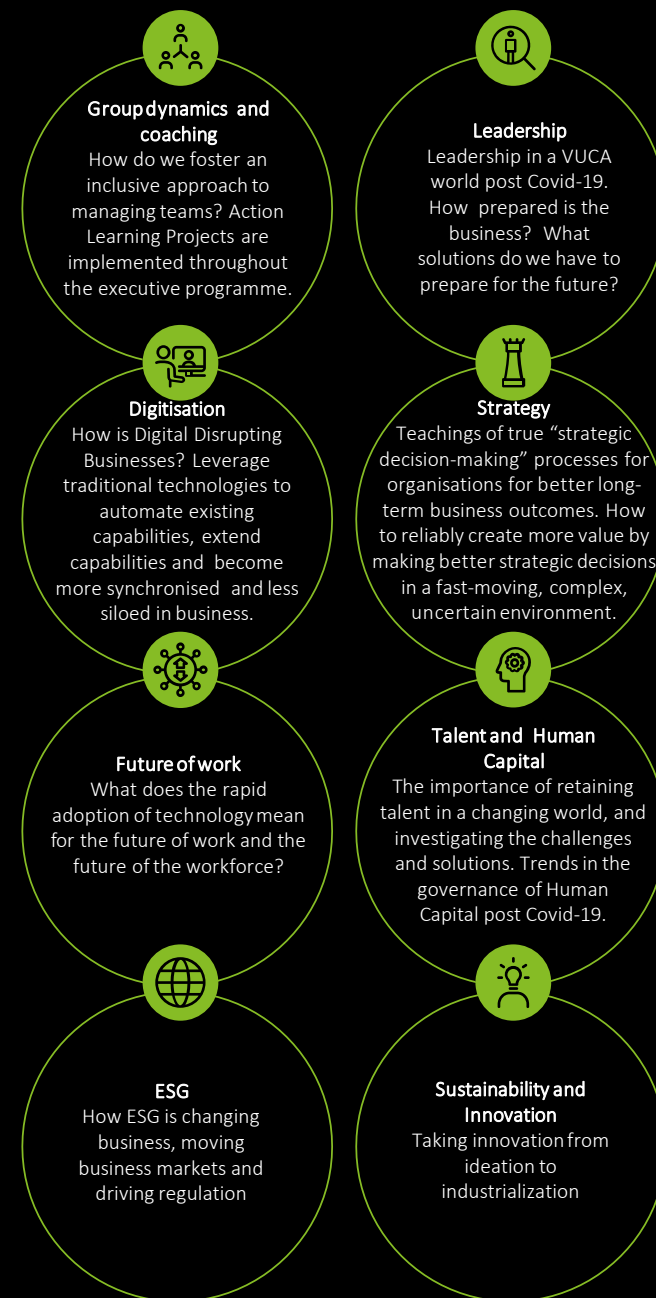 Group dynamics and
coaching
How do we foster an
inclusive approach to
managing teams? Action
Learning Projects are
implemented throughout
the executive programme.
Leadership
Leadership in a VUCA
world post Covid-19.
How prepared is the
business? What
solutions do we have to
prepare for the future?
Digitisation
How is Digital Disrupting
Businesses? Leverage
traditional technologies to
automate existing
capabilities, extend
capabilities and become
more synchronised and less
siloed in business.
Strategy
Teachings of true “strategic
decision-making” processes for
organisations for better long-
term business outcomes. How
to reliably create more value by
making better strategic decisions
in a fast-moving, complex,
uncertain environment.
Future of work
What does the rapid
adoption of technology mean
for the future of work and the
future of the workforce?
Talent and Human
Capital
The importance of retaining
talent in a changing world, and
investigating the challenges
and solutions. Trends in the
governance of Human
Capital post Covid-19.
ESG
How ESG is changing
business, moving
business markets and
driving regulation
Sustainability and
Innovation
Taking innovation from
ideation to
industrialization